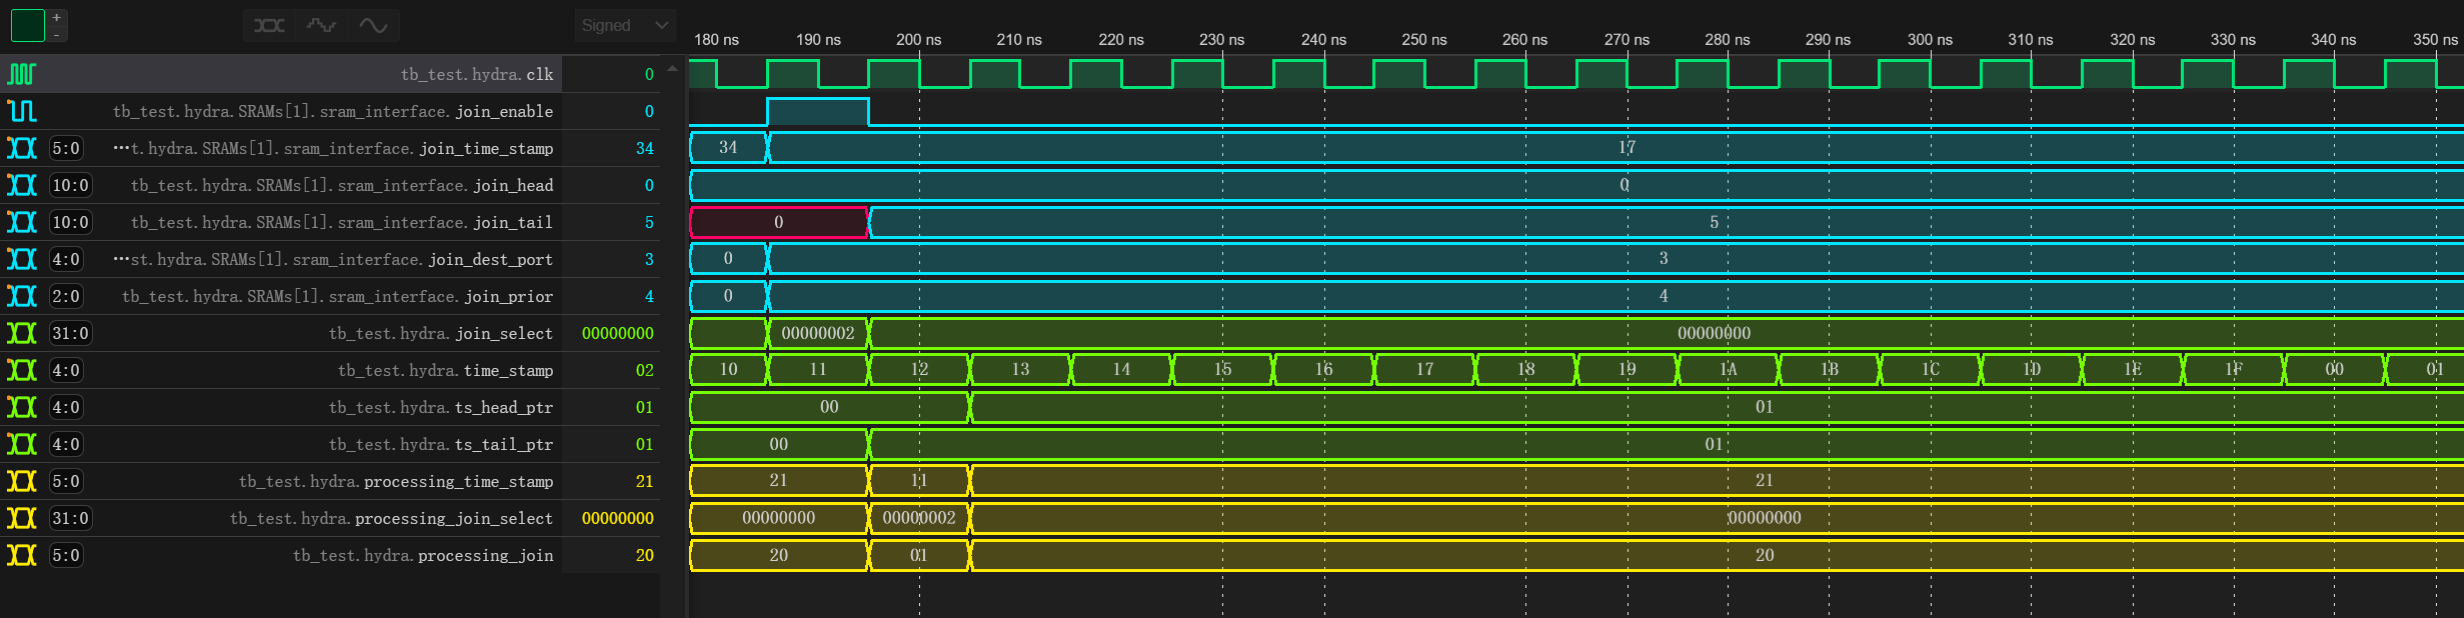 +
-
Signed
180 ns 190 ns 200 ns 210 ns 220 ns 230 ns 240 ns 250 ns 260 ns 270 ns 280 ns 290 ns 300 ns 310 ns 320 ns 330 ns 340 ns 350 ns
tb_test.hydra.clk 0
tb_test.hydra.SRAMs[1].sram_interface.join_enable 0
5:0 ···t.hydra.SRAMs[1].sram_interface.join_time_stamp 34 34 17
10:0 tb_test.hydra.SRAMs[1].sram_interface.join_head 0 0
10:0 tb_test.hydra.SRAMs[1].sram_interface.join_tail 5 0 5
4:0 ···st.hydra.SRAMs[1].sram_interface.join_dest_port 3 0 3
2:0 tb_test.hydra.SRAMs[1].sram_interface.join_prior 4 0 4
31:0 tb_test.hydra.join_select 00000000 00000002 00000000
4:0 tb_test.hydra.time_stamp 02 10 11 12 13 14 15 16 17 18 19 1A 1B 1C 1D 1E 1F 00 01
4:0 tb_test.hydra.ts_head_ptr 01 00 01
4:0 tb_test.hydra.ts_tail_ptr 01 00 01
5:0 tb_test.hydra.processing_time_stamp 21 21 11 21
31:0 tb_test.hydra.processing_join_select 00000000 00000000 00000002 00000000
5:0 tb_test.hydra.processing_join 20 20 01 20